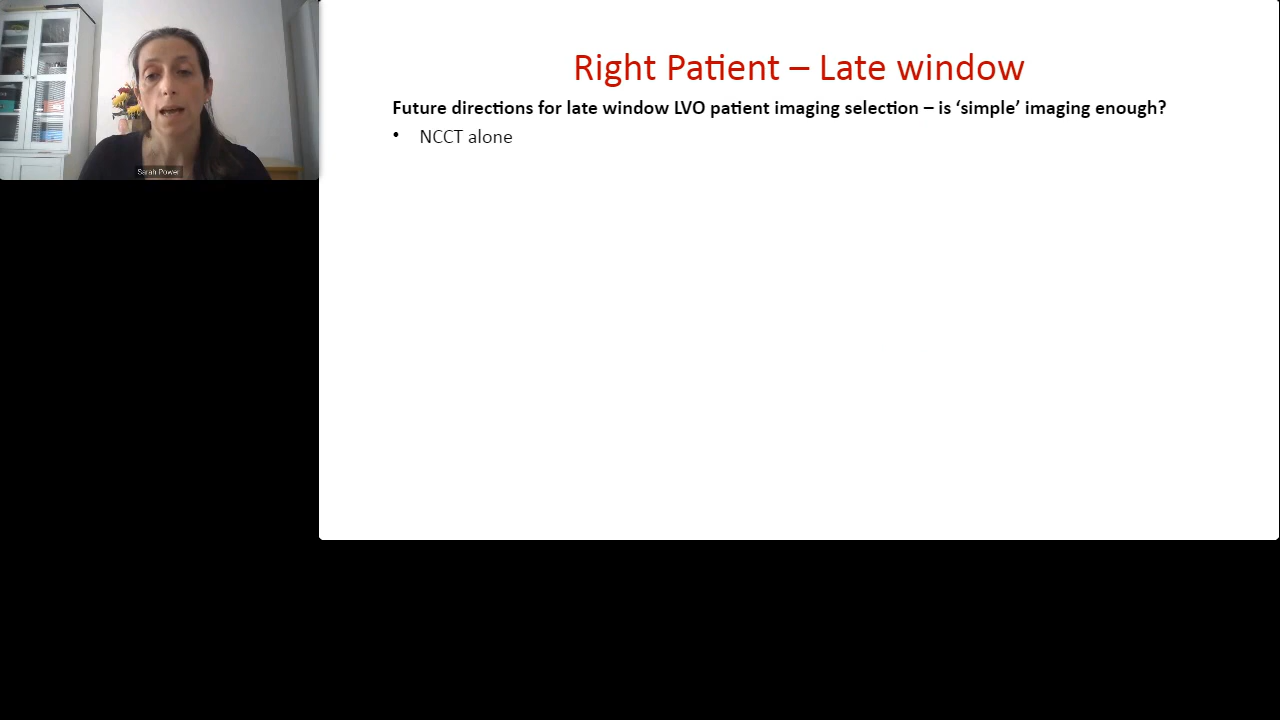 Right Patient – Late window
Future directions for late window LVO patient imaging selection – is ‘simple’ imaging enough?
• NCCT alone
Sarah Power